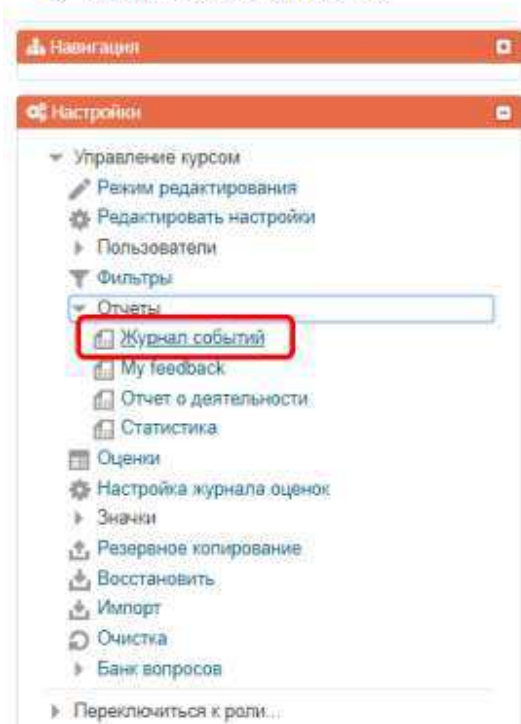 Навигация
Настройки
Управление курсом
Режим редактирования
Редактировать настройки
Пользователи
Фильтры
Отчеты
Журнал событий
My feedback
Отчет о деятельности
Статистика
Оценки
Настройка журнала оценок
Значки
Резервное копирование
Восстановить
Импорт
Очистка
Банк вопросов
Переключиться к роли...